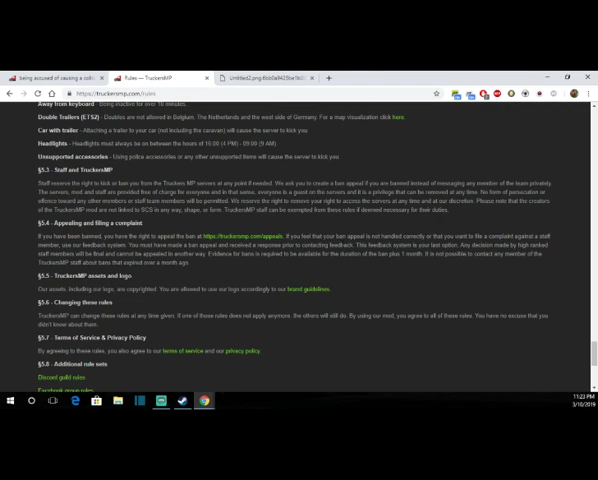 being accused of causing a colli
Rules — TruckersMP
Untitled2.png.6bb0a9425be1b0
https://truckersmp.com/rules
Away from keyboard - Being inactive for over 10 minutes.
Double Trailers (ETS2) - Doubles are not allowed in Belgium, The Netherlands and the west side of Germany. For a map visualization click here.
Car with trailer - Attaching a trailer to your car (not including the caravan) will cause the server to kick you
Headlights - Headlights must always be on between the hours of 16:00 (4 PM) - 09:00 (9 AM).
Unsupported accessories - Using police accessories or any other unsupported items will cause the server to kick you
§5.3 - Staff and TruckersMP
Staff reserve the right to kick or ban you from the Truckers MP servers at any point if needed. We ask you to create a ban appeal if you are banned instead of messaging any member of the team privately.
The servers, mod and staff are provided free of charge for everyone and in that sense, everyone is a guest on the servers and it is a privilege that can be removed at any time. No form of persecution or
offence toward any other members or staff team members will be permitted. We reserve the right to remove your right to access the servers at any time and at our discretion. Please note that the creators
of the TruckersMP mod are not linked to SCS in any way, shape, or form. TruckersMP staff can be exempted from these rules if deemed necessary for their duties.
§5.4 - Appealing and filing a complaint
If you have been banned, you have the right to appeal the ban at https://truckersmp.com/appeals. If you feel that your ban appeal is not handled correctly or that you want to file a complaint against a staff
member, use our feedback system. You must have made a ban appeal and received a response prior to contacting feedback. This feedback system is your last option. Any decision made by high ranked
staff members will be final and cannot be appealed to another way. Evidence for bans is required to be available for the duration of the ban plus 1 month. It is not possible to contact any member of the
TruckersMP staff about bans that expired over a month ago.
§5.5 - TruckersMP assets and logo
Our assets, including our logo, are copyrighted. You are allowed to use our logo accordingly to our brand guidelines.
§5.6 - Changing these rules
TruckersMP can change these rules at any time given. If one of those rules does not apply anymore, the others will still do. By using our mod, you agree to all of these rules. You have no excuse that you
didn't know about them.
§5.7 - Terms of Service & Privacy Policy
By agreeing to these rules, you also agree to our terms of service and our privacy policy.
§5.8 - Additional rule sets
Discord guild rules
Facebook group rules
11:23 PM
3/10/2019